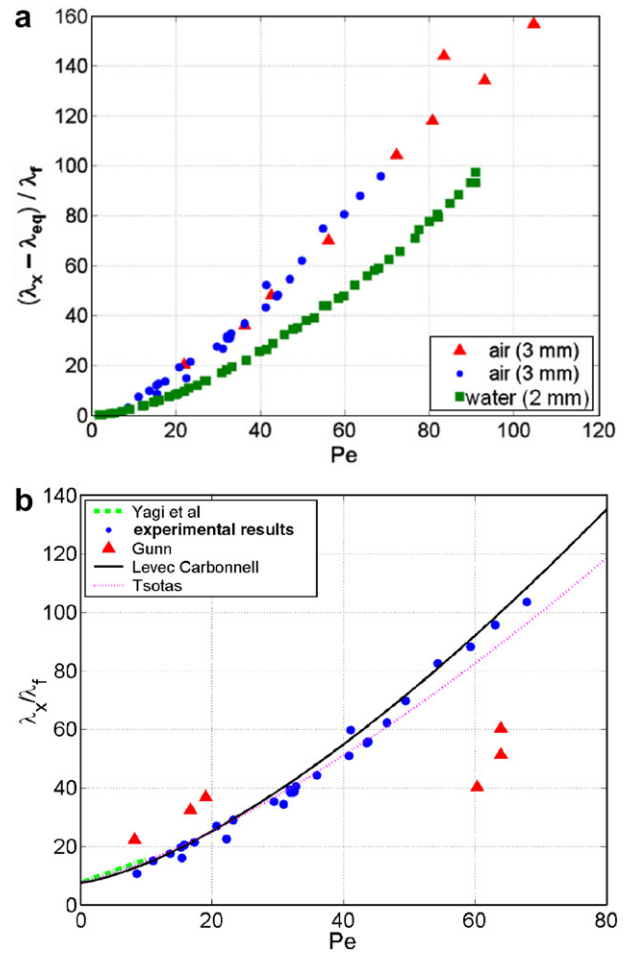 a
160
140
120
100
80
60
40
20
0
(λx – λeq) / λf
0 20 40 60 80 100 120
Pe
air (3 mm)
air (3 mm)
water (2 mm)
b
140
120
100
80
60
40
20
0
λx/λf
0 20 40 60 80
Pe
Yagi et al
experimental results
Gunn
Levec Carbonnell
Tsotas